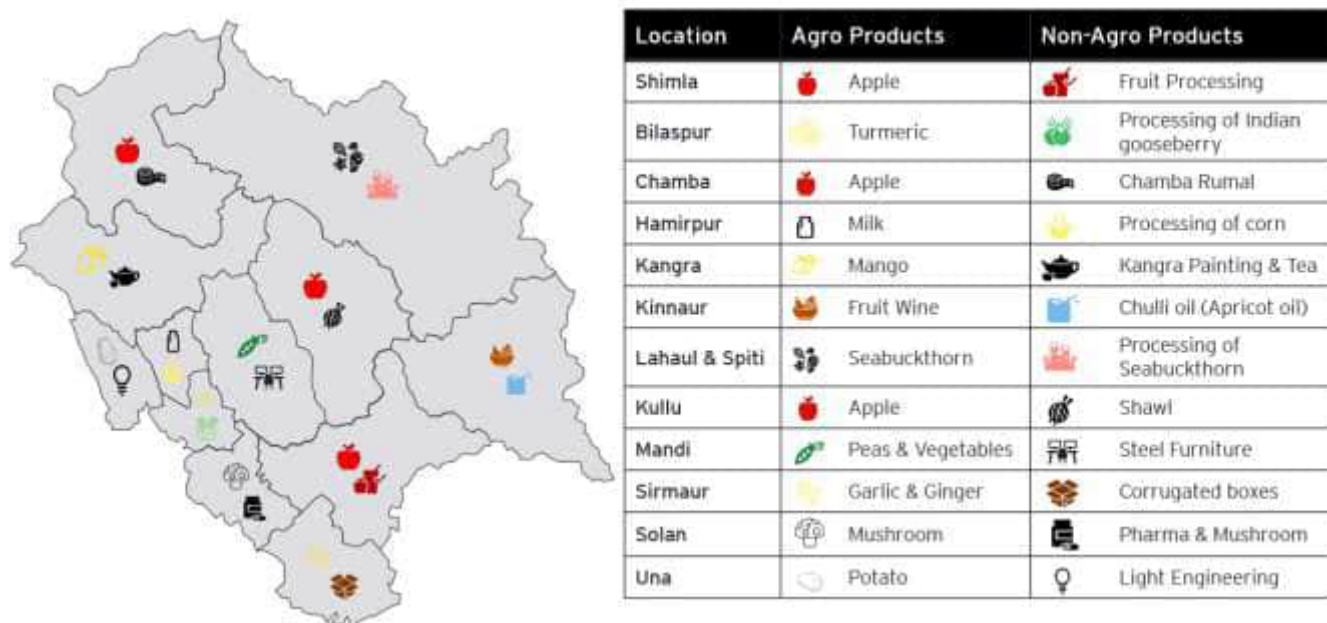 Location Agro Products Non-Agro Products
Shimla Apple Fruit Processing
Bilaspur Turmeric Processing of Indian
gooseberry
Chamba Apple Chamba Rumal
Hamirpur Milk Processing of corn
Kangra Mango Kangra Painting & Tea
Kinnaur Fruit Wine Chulli oil (Apricot oil)
Lahaul & Spiti Seabuckthorn Processing of
Seabuckthorn
Kullu Apple Shawl
Mandi Peas & Vegetables Steel Furniture
Sirmaur Garlic & Ginger Corrugated boxes
Solan Mushroom Pharma & Mushroom
Una Potato Light Engineering